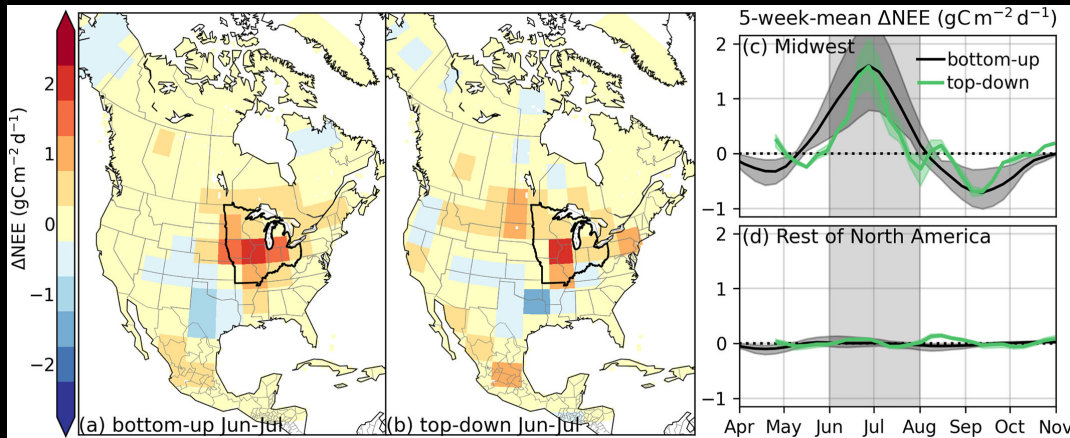 5-week-mean ΔNEE (gC m⁻² d⁻¹)
ΔNEE (gC m⁻² d⁻¹)
2
1
0
−1
−2
(a) bottom-up Jun-Jul
(b) top-down Jun-Jul
(c) Midwest
bottom-up
top-down
2
1
0
−1
(d) Rest of North America
2
1
0
−1
Apr May Jun Jul Aug Sep Oct Nov